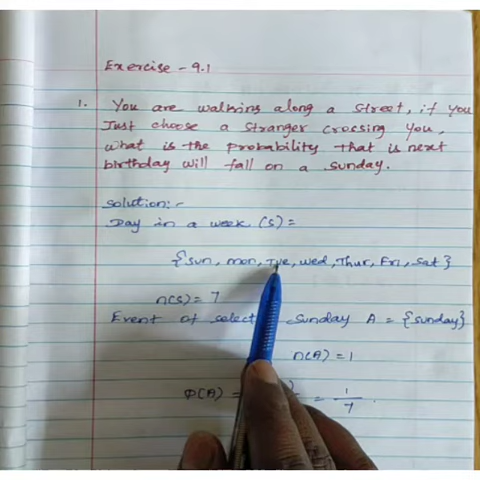 Exercise - 9.1
1. You are walking along a street, if you
Just choose a stranger crossing you,
what is the probability that is next
birthday will fall on a sunday.
Solution:-
Day in a week (s) =
{sun, mon, Tue, wed, Thur, Fri, sat}
n(s) = 7
Event of select sunday A = {sunday}
n(A) = 1
P(A) = = 1/7.